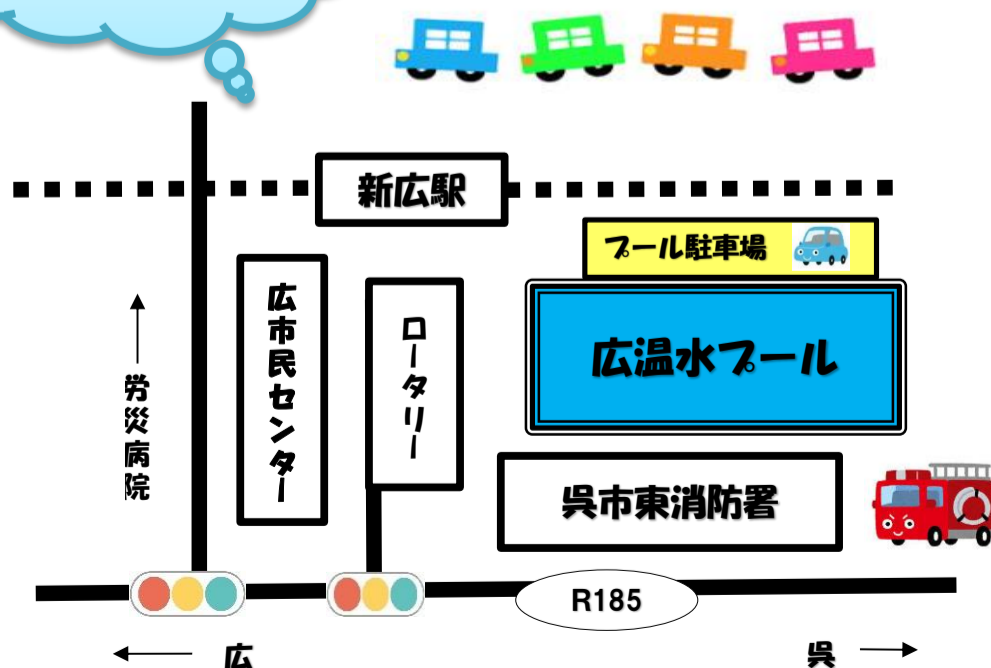 新広駅
プール駐車場
広市民センター
ロータリー
広温水プール
労災病院
呉市東消防署
R185
広
呉